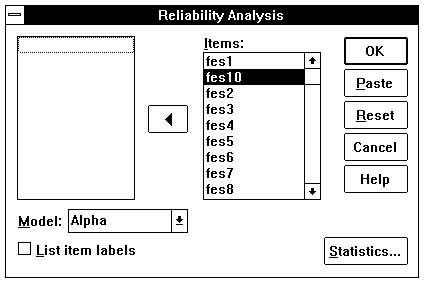 Reliability Analysis
Items:
fes1
fes10
fes2
fes3
fes4
fes5
fes6
fes7
fes8
OK
Paste
Reset
Cancel
Help
Model: Alpha
List item labels
Statistics...